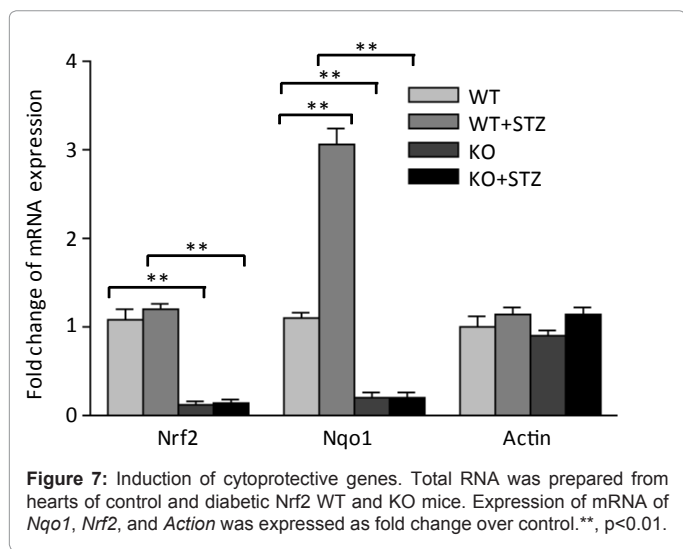 4
3
2
1
0
Fold change of mRNA expression
**
**
**
**
**
WT
WT+STZ
KO
KO+STZ
Nrf2
Nqo1
Actin
Figure 7: Induction of cytoprotective genes. Total RNA was prepared from
hearts of control and diabetic Nrf2 WT and KO mice. Expression of mRNA of
Nqo1, Nrf2, and Action was expressed as fold change over control.**, p<0.01.